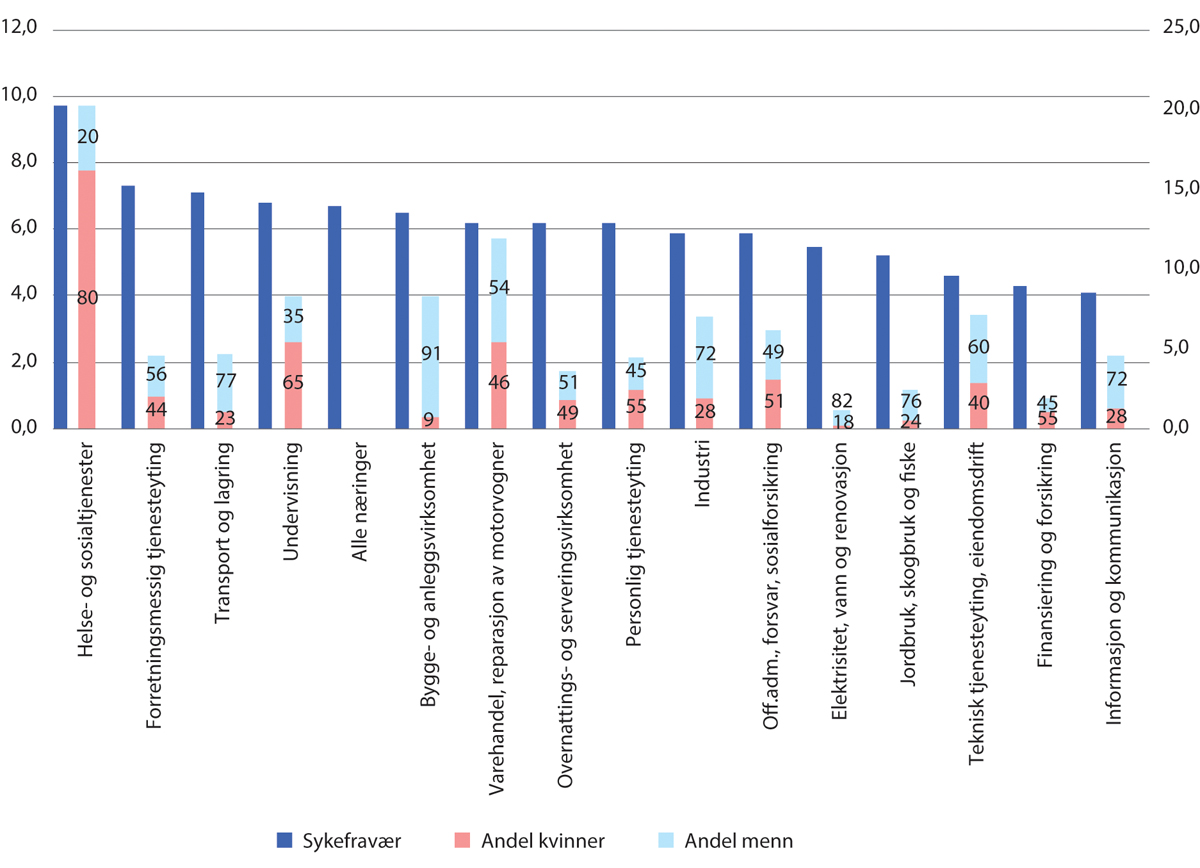 12,0
10,0
8,0
6,0
4,0
2,0
0,0
25,0
20,0
15,0
10,0
5,0
0,0
20
80
56
44
77
23
35
65
91
9
54
46
51
49
45
55
72
28
49
51
82
18
76
24
60
40
45
55
72
28
Helse- og sosialtjenester
Forretningsmessig tjenesteyting
Transport og lagring
Undervisning
Alle næringer
Bygge- og anleggsvirksomhet
Varehandel, reparasjon av motorvogner
Overnattings- og serveringsvirksomhet
Personlig tjenesteyting
Industri
Off.adm., forsvar, sosialforsikring
Elektrisitet, vann og renovasjon
Jordbruk, skogbruk og fiske
Teknisk tjenesteyting, eiendomsdrift
Finansiering og forsikring
Informasjon og kommunikasjon
Sykefravær
Andel kvinner
Andel menn